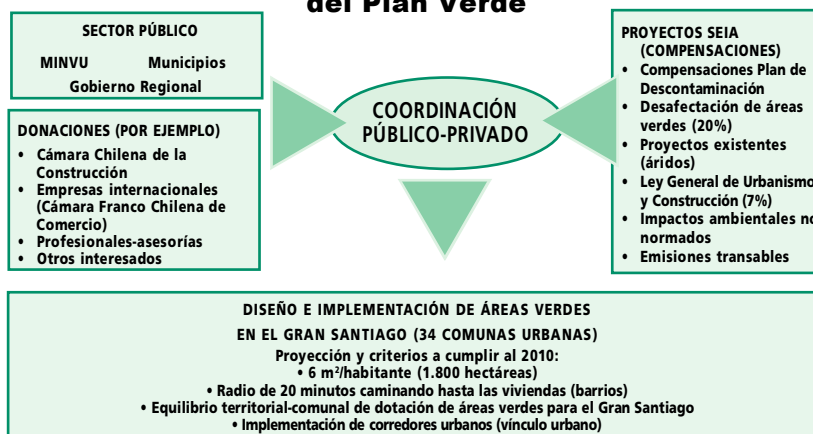 del Plan Verde
SECTOR PÚBLICO
MINVU Municipios
Gobierno Regional
DONACIONES (POR EJEMPLO)
• Cámara Chilena de la
Construcción
• Empresas internacionales
(Cámara Franco Chilena de
Comercio)
• Profesionales-asesorías
• Otros interesados
COORDINACIÓN
PÚBLICO-PRIVADO
PROYECTOS SEIA
(COMPENSACIONES)
• Compensaciones Plan de
Descontaminación
• Desafectación de áreas
verdes (20%)
• Proyectos existentes
(áridos)
• Ley General de Urbanismo
y Construcción (7%)
• Impactos ambientales no
normados
• Emisiones transables
DISEÑO E IMPLEMENTACIÓN DE ÁREAS VERDES
EN EL GRAN SANTIAGO (34 COMUNAS URBANAS)
Proyección y criterios a cumplir al 2010:
• 6 m²/habitante (1.800 hectáreas)
• Radio de 20 minutos caminando hasta las viviendas (barrios)
• Equilibrio territorial-comunal de dotación de áreas verdes para el Gran Santiago
• Implementación de corredores urbanos (vínculo urbano)